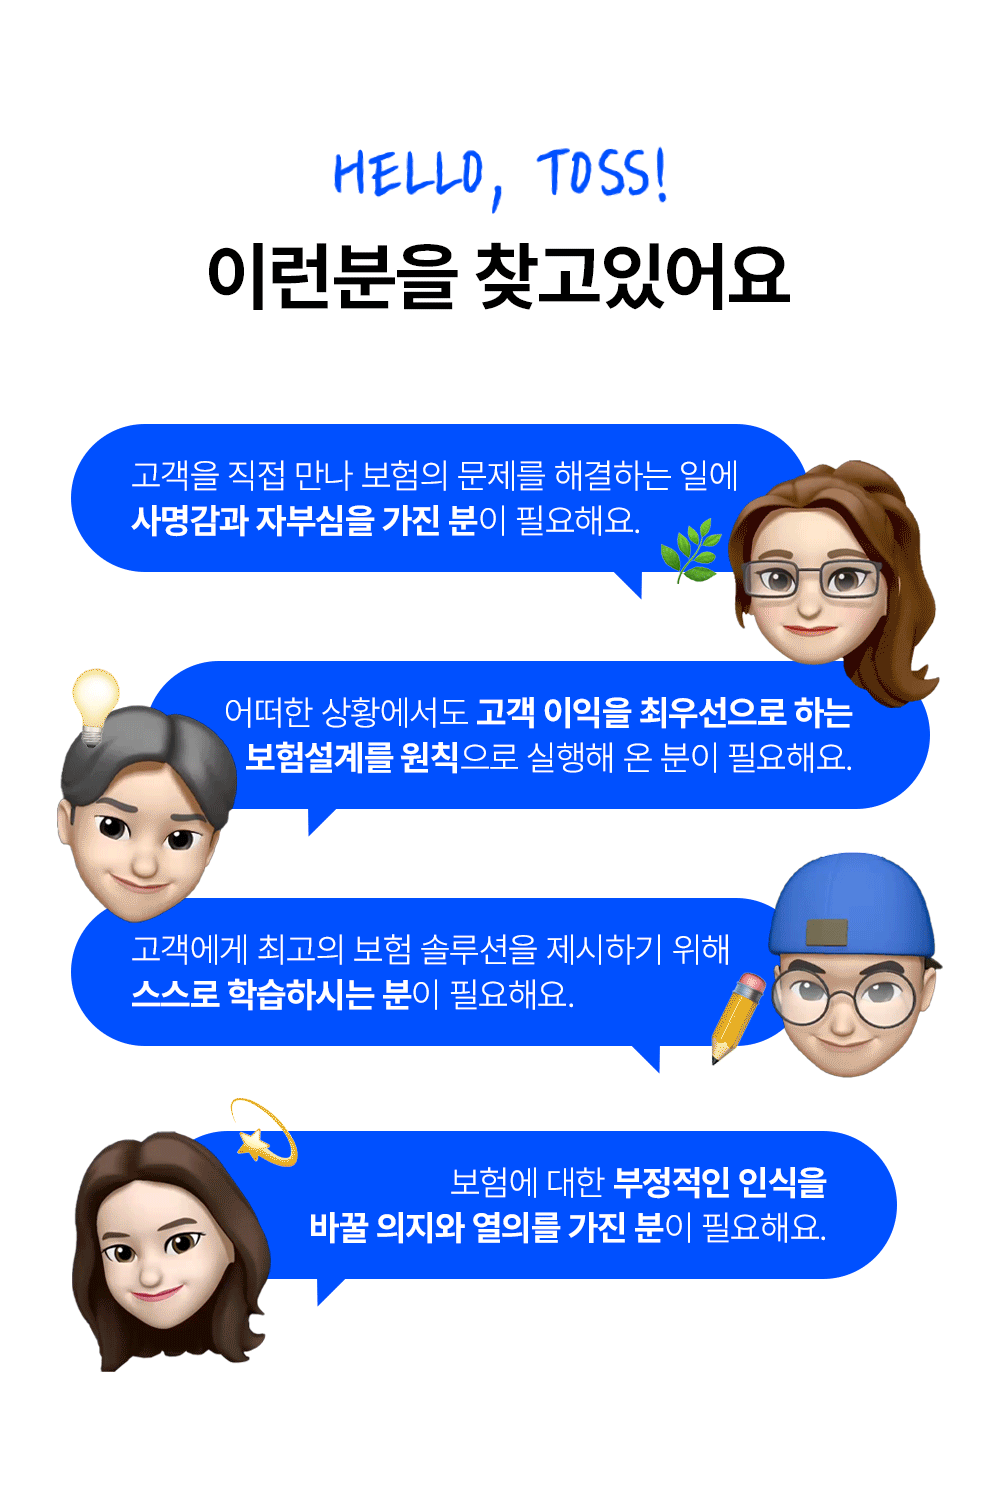 HELLO, TOSS!
이런분을 찾고있어요
고객을 직접 만나 보험의 문제를 해결하는 일에
사명감과 자부심을 가진 분이 필요해요.
어떠한 상황에서도 고객 이익을 최우선으로 하는
보험설계를 원칙으로 실행해 온 분이 필요해요.
고객에게 최고의 보험 솔루션을 제시하기 위해
스스로 학습하시는 분이 필요해요.
보험에 대한 부정적인 인식을
바꿀 의지와 열의를 가진 분이 필요해요.